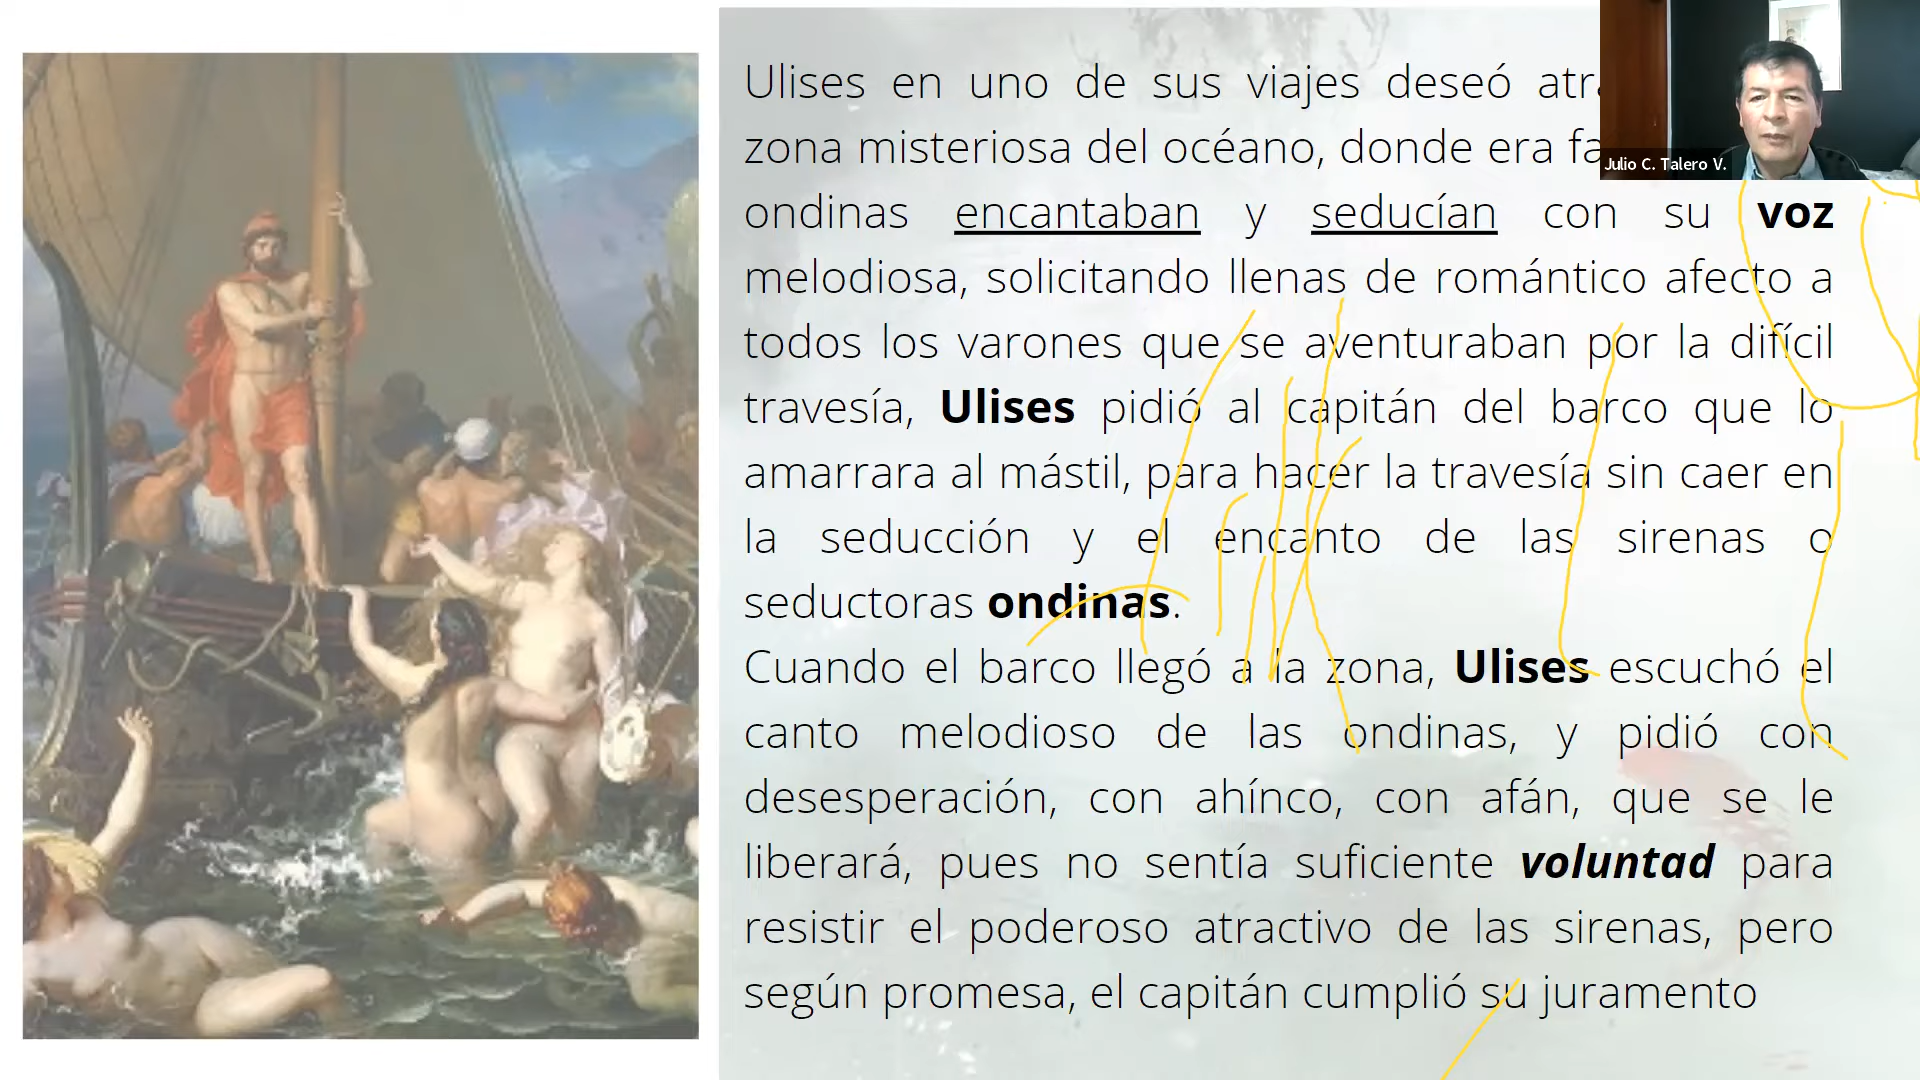 Ulises en uno de sus viajes deseó
zona misteriosa del océano, donde era
ondinas encantaban y seducían con su voz
melodiosa, solicitando llenas de romántico afecto a
todos los varones que se aventuraban por la difícil
travesía, Ulises pidió al capitán del barco que lo
amarrara al mástil, para hacer la travesía sin caer en
la seducción y el encanto de las sirenas o
seductoras ondinas.
Cuando el barco llegó a la zona, Ulises escuchó el
canto melodioso de las ondinas, y pidió con
desesperación, con ahínco, con afán, que se le
liberará, pues no sentía suficiente voluntad para
resistir el poderoso atractivo de las sirenas, pero
según promesa, el capitán cumplió su juramento
Julio C. Talero V.